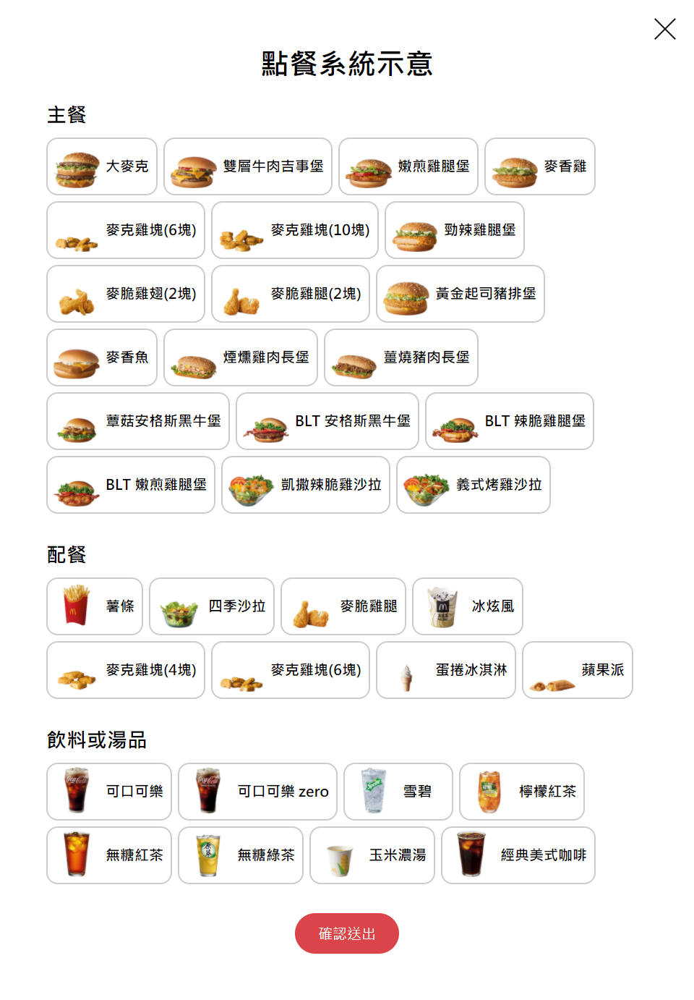 點餐系統示意
主餐
大麥克 雙層牛肉吉事堡 嫩煎雞腿堡 麥香雞
麥克雞塊(6塊) 麥克雞塊(10塊) 勁辣雞腿堡
麥脆雞翅(2塊) 麥脆雞腿(2塊) 黃金起司豬排堡
麥香魚 煙燻雞肉長堡 薑燒豬肉長堡
蕈菇安格斯黑牛堡 BLT 安格斯黑牛堡 BLT 辣脆雞腿堡
BLT 嫩煎雞腿堡 凱撒辣脆雞沙拉 義式烤雞沙拉
配餐
薯條 四季沙拉 麥脆雞腿 冰炫風
麥克雞塊(4塊) 麥克雞塊(6塊) 蛋捲冰淇淋 蘋果派
飲料或湯品
可口可樂 可口可樂 zero 雪碧 檸檬紅茶
無糖紅茶 無糖綠茶 玉米濃湯 經典美式咖啡
確認送出